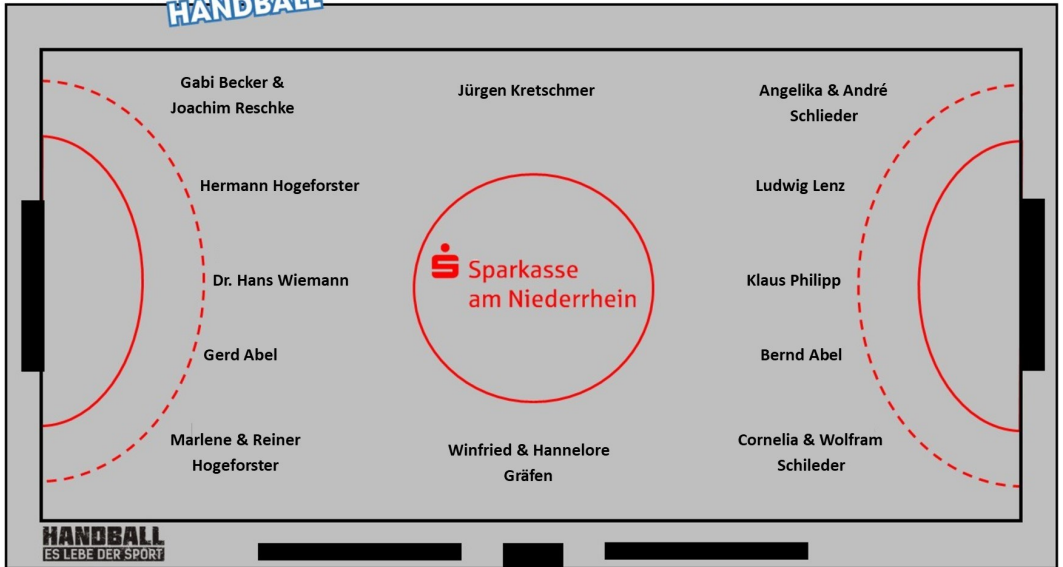 HANDBALL
Gabi Becker &
Joachim Reschke
Jürgen Kretschmer
Angelika & André
Schlieder
Hermann Hogeforster
Ludwig Lenz
Sparkasse
am Niederrhein
Dr. Hans Wiemann
Klaus Philipp
Gerd Abel
Bernd Abel
Marlene & Reiner
Hogeforster
Winfried & Hannelore
Gräfen
Cornelia & Wolfram
Schileder
HANDBALL
ES LEBE DER SPORT